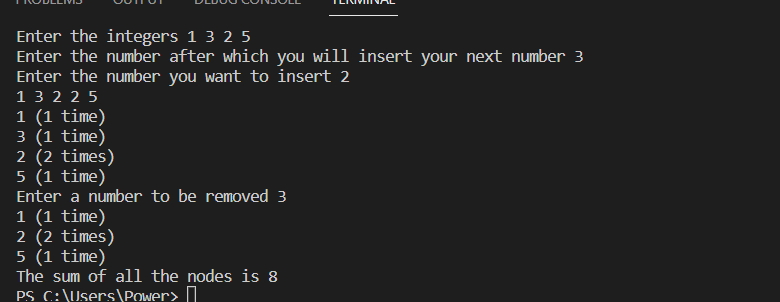 PROBLEMS OUTPUT DEBUG CONSOLE TERMINAL
Enter the integers 1 3 2 5
Enter the number after which you will insert your next number 3
Enter the number you want to insert 2
1 3 2 2 5
1 (1 time)
3 (1 time)
2 (2 times)
5 (1 time)
Enter a number to be removed 3
1 (1 time)
2 (2 times)
5 (1 time)
The sum of all the nodes is 8
PS C:\Users\Power>